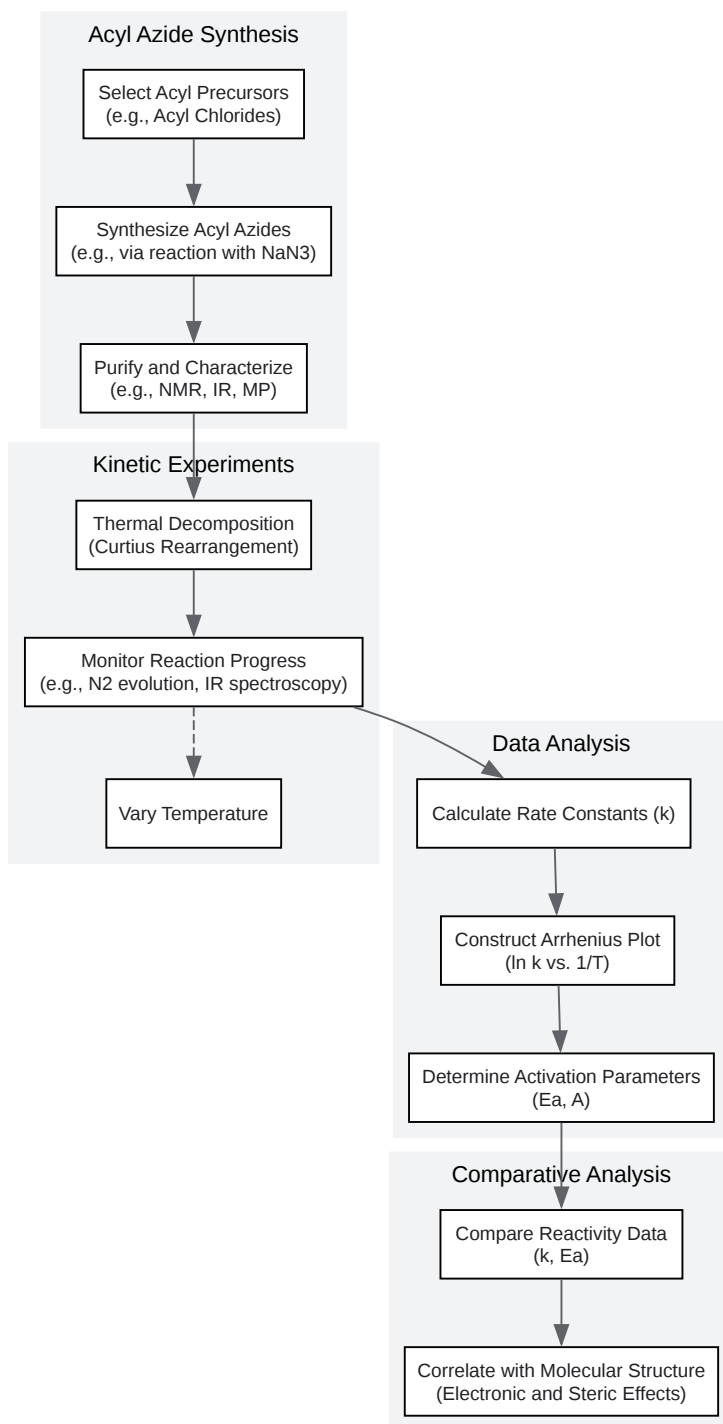 Acyl Azide Synthesis
Select Acyl Precursors
(e.g., Acyl Chlorides)
Synthesize Acyl Azides
(e.g., via reaction with NaN3)
Purify and Characterize
(e.g., NMR, IR, MP)
Kinetic Experiments
Thermal Decomposition
(Curtius Rearrangement)
Monitor Reaction Progress
(e.g., N2 evolution, IR spectroscopy)
Vary Temperature
Data Analysis
Calculate Rate Constants (k)
Construct Arrhenius Plot
(ln k vs. 1/T)
Determine Activation Parameters
(Ea, A)
Comparative Analysis
Compare Reactivity Data
(k, Ea)
Correlate with Molecular Structure
(Electronic and Steric Effects)